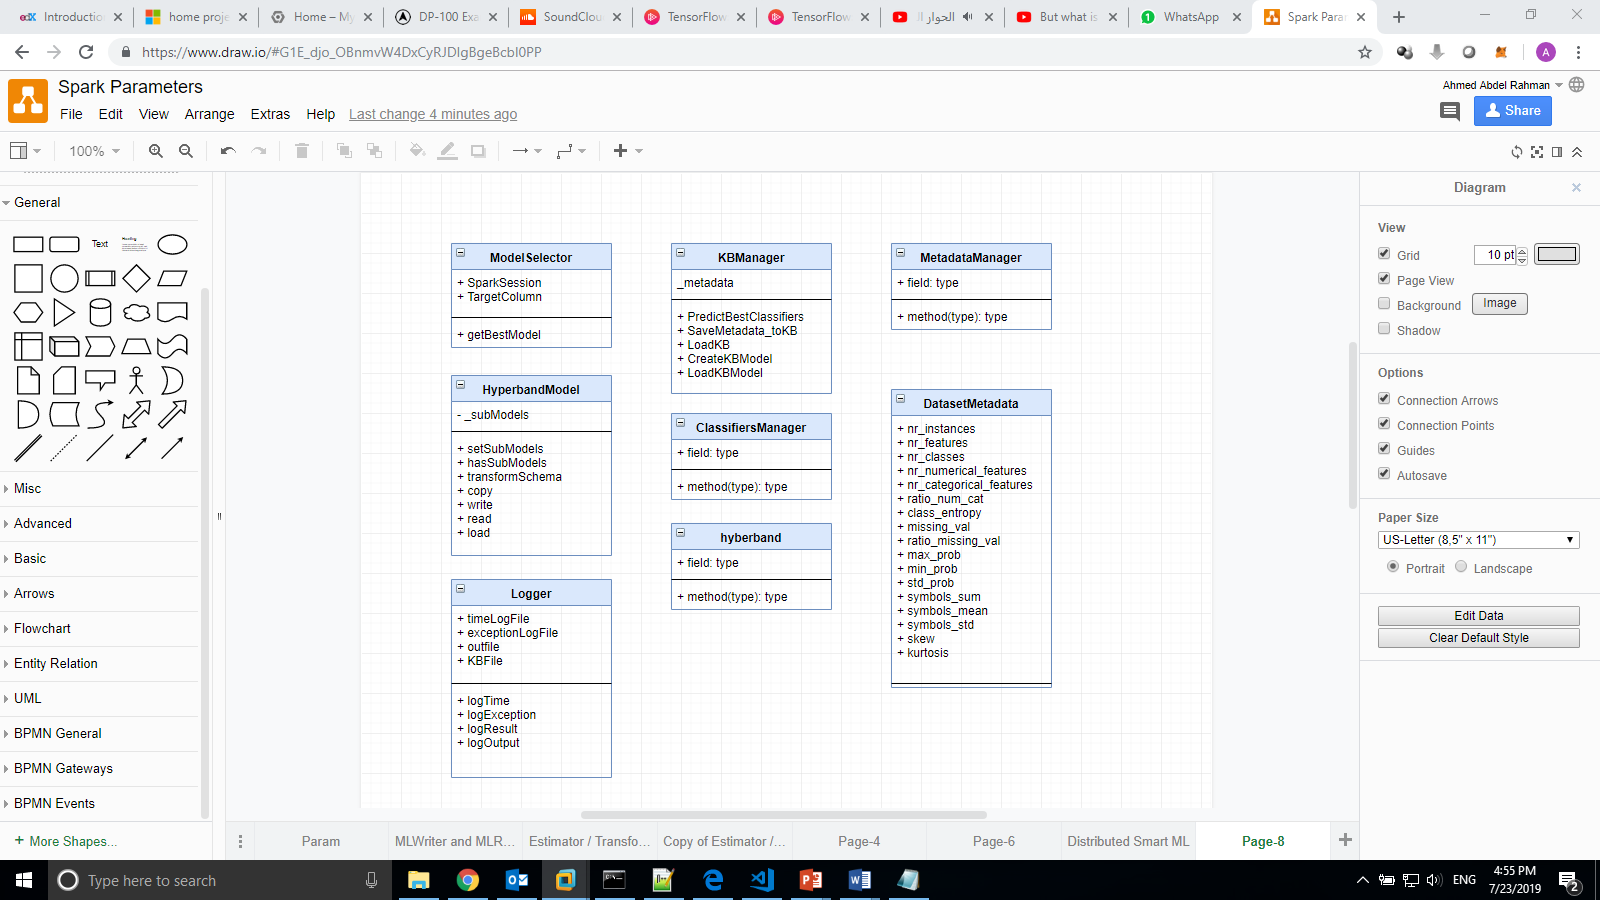 Introduction
home proje
Home – My
DP-100 Exa
SoundClou
TensorFlow
TensorFlow
الحوار ال
But what is
WhatsApp
Spark Para
https://www.draw.io/#G1E_djo_OBnmvW4DxCyRJDIgBgeBcbI0PP
A
Spark Parameters
Ahmed Abdel Rahman
File Edit View Arrange Extras Help Last change 4 minutes ago
Share
100%
General
Text
Heading
Misc
Advanced
Basic
Arrows
Flowchart
Entity Relation
UML
BPMN General
BPMN Gateways
BPMN Events
+ More Shapes...
ModelSelector
+ SparkSession
+ TargetColumn
+ getBestModel
HyperbandModel
- _subModels
+ setSubModels
+ hasSubModels
+ transformSchema
+ copy
+ write
+ read
+ load
Logger
+ timeLogFile
+ exceptionLogFile
+ outfile
+ KBFile
+ logTime
+ logException
+ logResult
+ logOutput
KBManager
_metadata
+ PredictBestClassifiers
+ SaveMetadata_toKB
+ LoadKB
+ CreateKBModel
+ LoadKBModel
ClassifiersManager
+ field: type
+ method(type): type
hyberband
+ field: type
+ method(type): type
MetadataManager
+ field: type
+ method(type): type
DatasetMetadata
+ nr_instances
+ nr_features
+ nr_classes
+ nr_numerical_features
+ nr_categorical_features
+ ratio_num_cat
+ class_entropy
+ missing_val
+ ratio_missing_val
+ max_prob
+ min_prob
+ std_prob
+ symbols_sum
+ symbols_mean
+ symbols_std
+ skew
+ kurtosis
Diagram
View
Grid 10 pt
Page View
Background Image
Shadow
Options
Connection Arrows
Connection Points
Guides
Autosave
Paper Size
US-Letter (8,5" x 11")
Portrait Landscape
Edit Data
Clear Default Style
Param
MLWriter and MLR...
Estimator / Transfo...
Copy of Estimator /...
Page-4
Page-6
Distributed Smart ML
Page-8
Type here to search
ENG
4:55 PM
7/23/2019
2